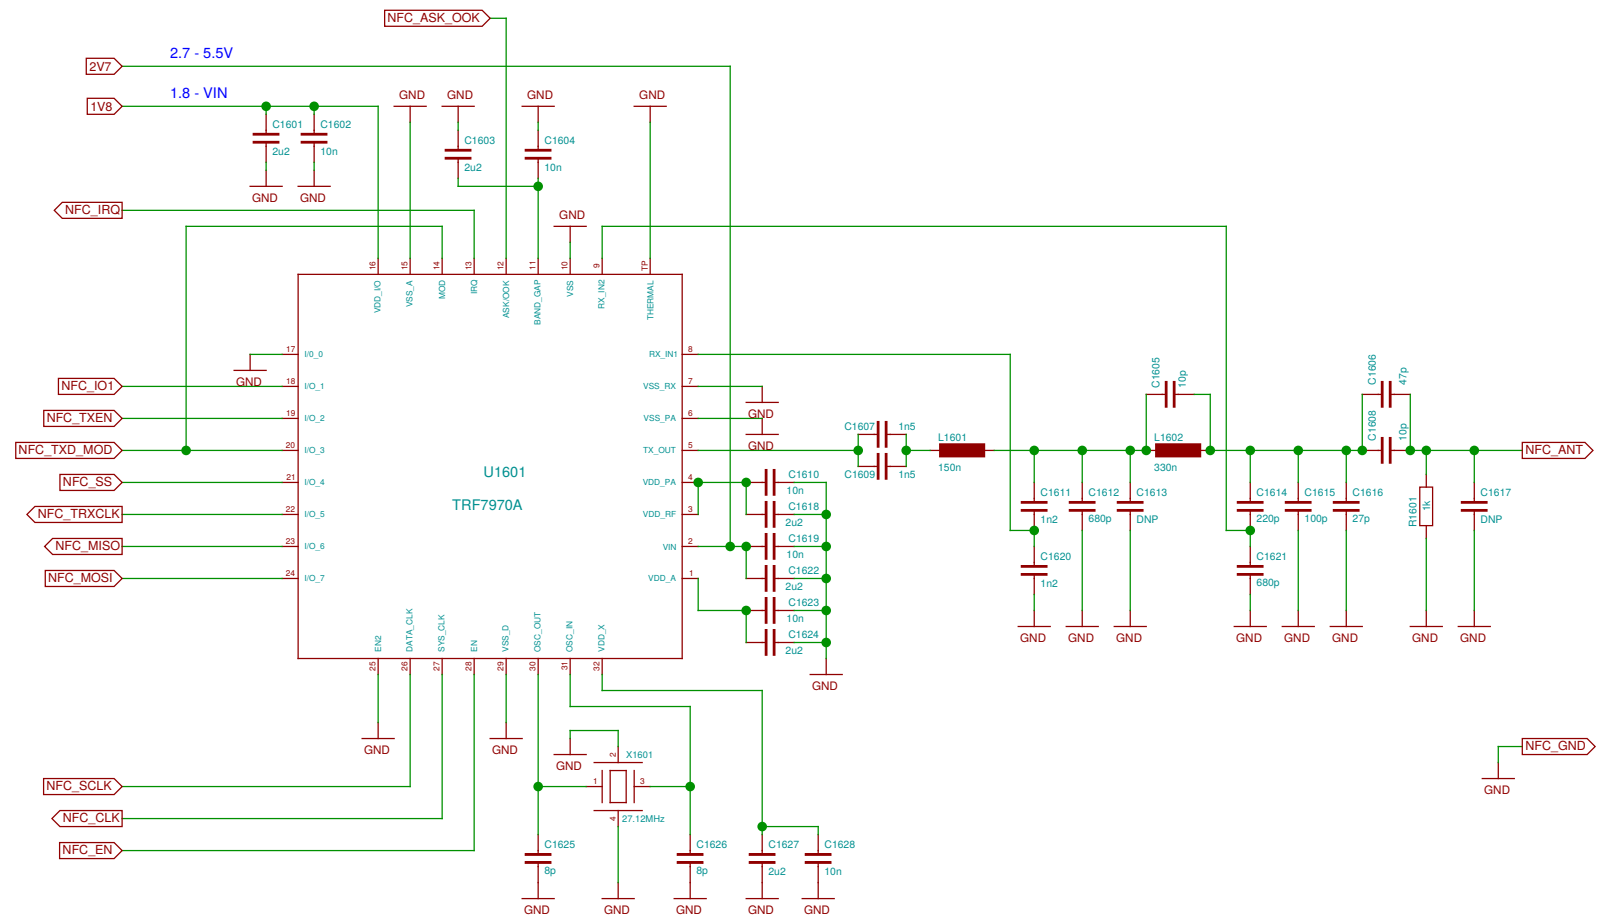 NFC_ASK_OOK
2.7 - 5.5V
2V7
1.8 - VIN
1V8
GND GND GND GND
C1601 C1602 C1603 C1604
2u2 10n 2u2 10n
GND GND
NFC_IRQ
GND
16 15 14 13 12 11 10 9 TP
VDD_I/O VSS_A MOD IRQ ASK/OOK BAND_GAP VSS RX_IN2 THERMAL
17 I/0_0 RX_IN1 8
GND
NFC_IO1 18 I/O_1 VSS_RX 7
GND
NFC_TXEN 19 I/O_2 VSS_PA 6
GND
NFC_TXD_MOD 20 I/O_3 TX_OUT 5
NFC_SS 21 I/O_4 VDD_PA 4
NFC_TRXCLK 22 I/O_5 VDD_RF 3
NFC_MISO 23 I/O_6 VIN 2
NFC_MOSI 24 I/O_7 VDD_A 1
U1601
TRF7970A
C1607 1n5
C1609 1n5
L1601
150n
C1605 10p
L1602
330n
C1606 47p
C1608 10p
NFC_ANT
C1610
10n
C1618
2u2
C1619
10n
C1622
2u2
C1623
10n
C1624
2u2
GND
C1611 C1612 C1613 C1614 C1615 C1616 R1601 C1617
1n2 680p DNP 220p 100p 27p 1k DNP
C1620 C1621
1n2 680p
GND GND GND GND GND GND GND GND
EN2 DATA_CLK SYS_CLK EN VSS_D OSC_OUT OSC_IN VDD_X
25 26 27 28 29 30 31 32
GND GND
GND
X1601
2
1 3
4
27.12MHz
NFC_GND
GND
NFC_SCLK
NFC_CLK
NFC_EN
C1625 C1626 C1627 C1628
8p 8p 2u2 10n
GND GND GND GND GND